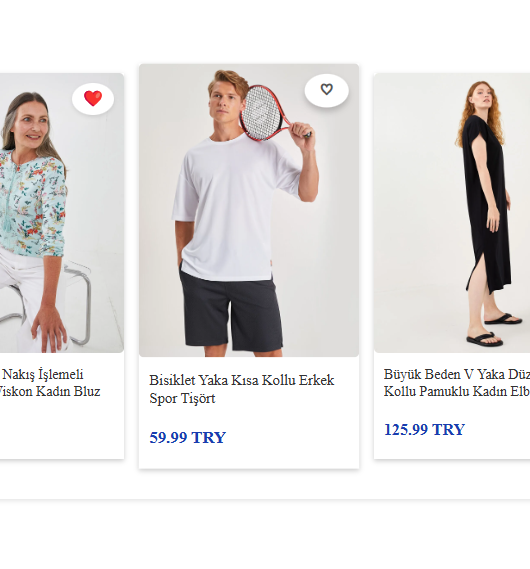 Nakış İşlemeli
Viskon Kadın Bluz
Bisiklet Yaka Kısa Kollu Erkek
Spor Tişört
59.99 TRY
Büyük Beden V Yaka Düz
Kollu Pamuklu Kadın Elb
125.99 TRY